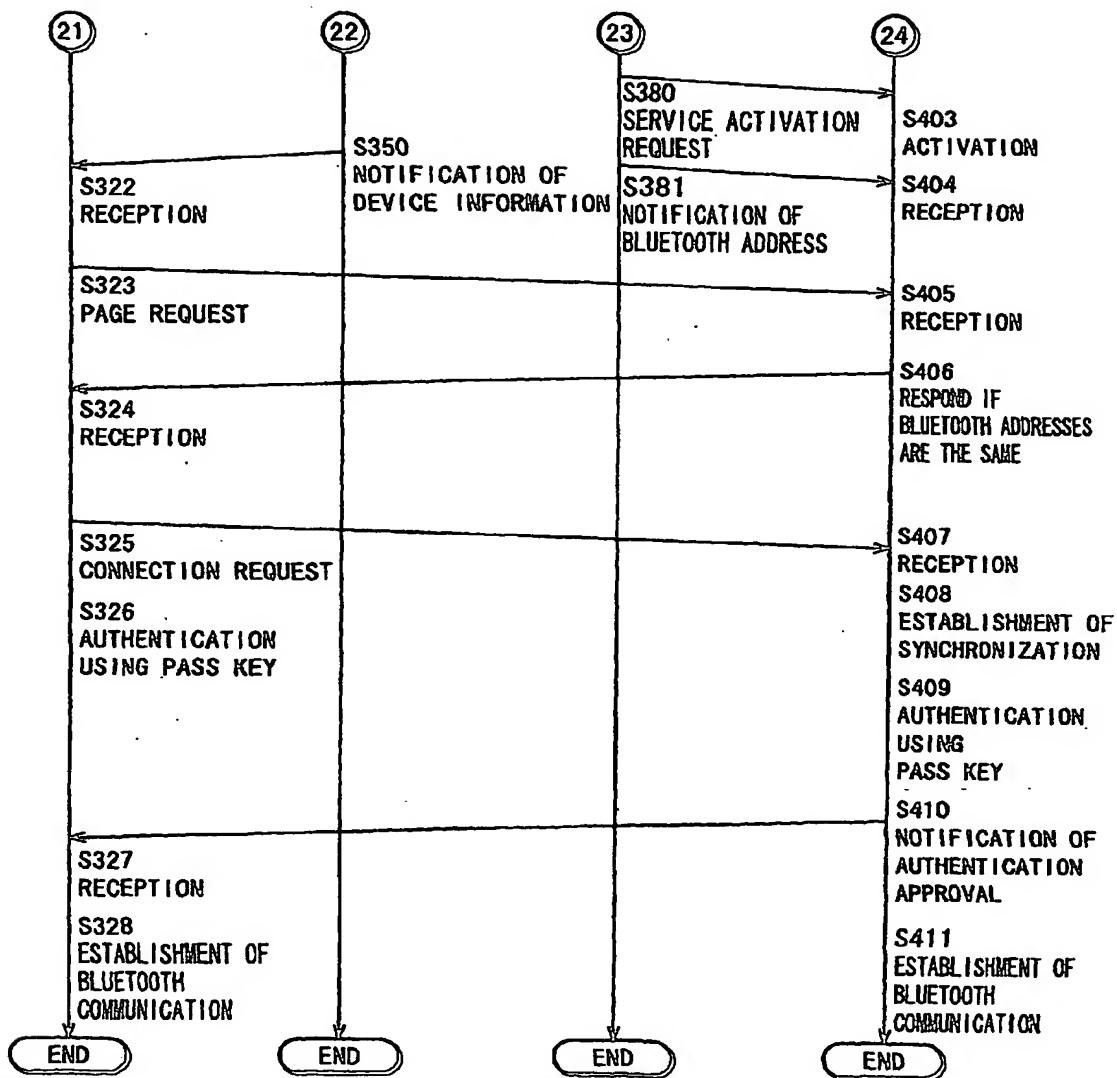 21
22
23
24
S380
SERVICE ACTIVATION
REQUEST
S403
ACTIVATION
S350
NOTIFICATION OF
DEVICE INFORMATION
S322
RECEPTION
S381
NOTIFICATION OF
BLUETOOTH ADDRESS
S404
RECEPTION
S323
PAGE REQUEST
S405
RECEPTION
S406
RESPOND IF
BLUETOOTH ADDRESSES
ARE THE SAME
S324
RECEPTION
S325
CONNECTION REQUEST
S407
RECEPTION
S326
AUTHENTICATION
USING PASS KEY
S408
ESTABLISHMENT OF
SYNCHRONIZATION
S409
AUTHENTICATION
USING
PASS KEY
S410
NOTIFICATION OF
AUTHENTICATION
APPROVAL
S327
RECEPTION
S328
ESTABLISHMENT OF
BLUETOOTH
COMMUNICATION
S411
ESTABLISHMENT OF
BLUETOOTH
COMMUNICATION
END
END
END
END